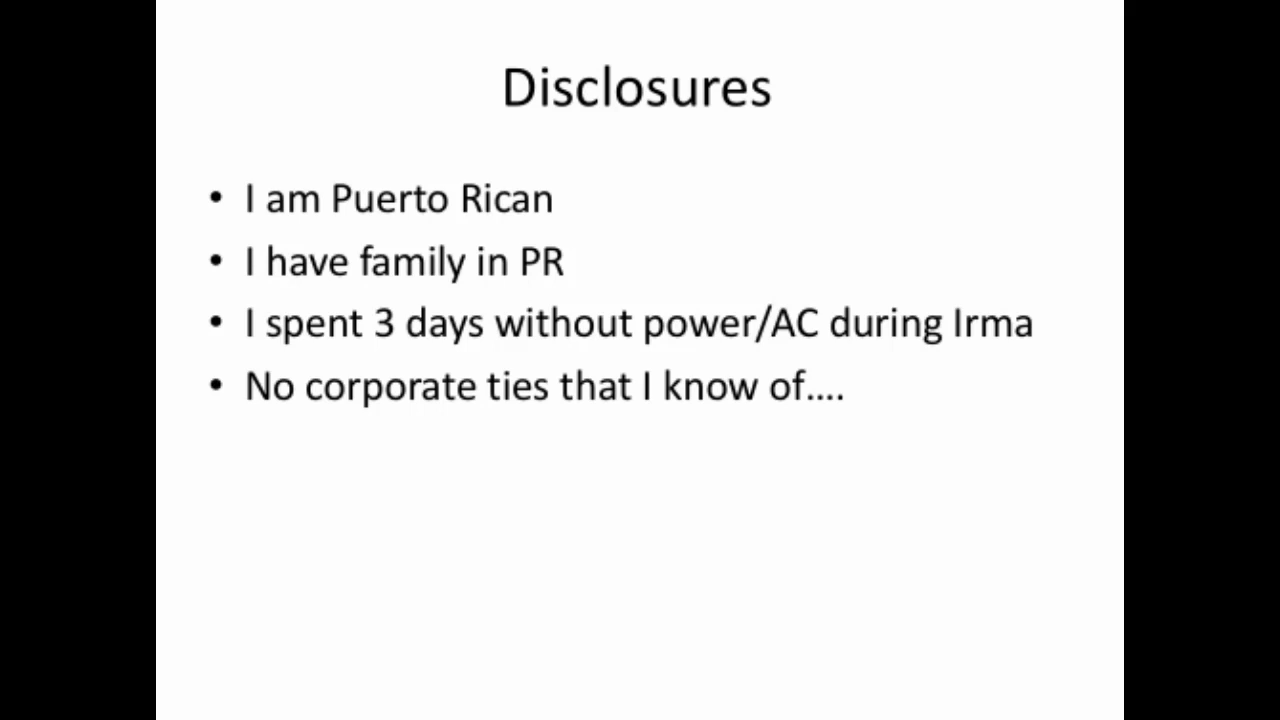 Disclosures
• I am Puerto Rican
• I have family in PR
• I spent 3 days without power/AC during Irma
• No corporate ties that I know of....